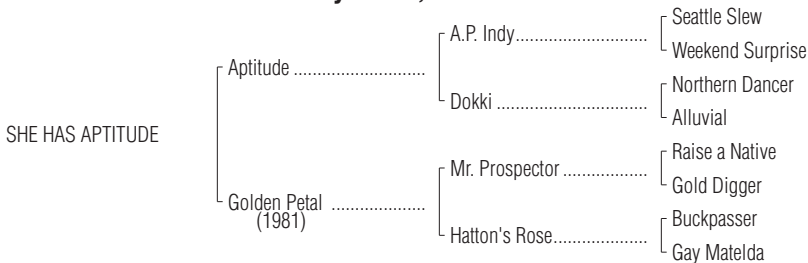 Seattle Slew
A.P. Indy............................
Weekend Surprise
Aptitude ............................
Northern Dancer
Dokki ................................
Alluvial
SHE HAS APTITUDE
Raise a Native
Mr. Prospector ..................
Gold Digger
Golden Petal ....................
(1981)
Buckpasser
Hatton's Rose....................
Gay Matelda